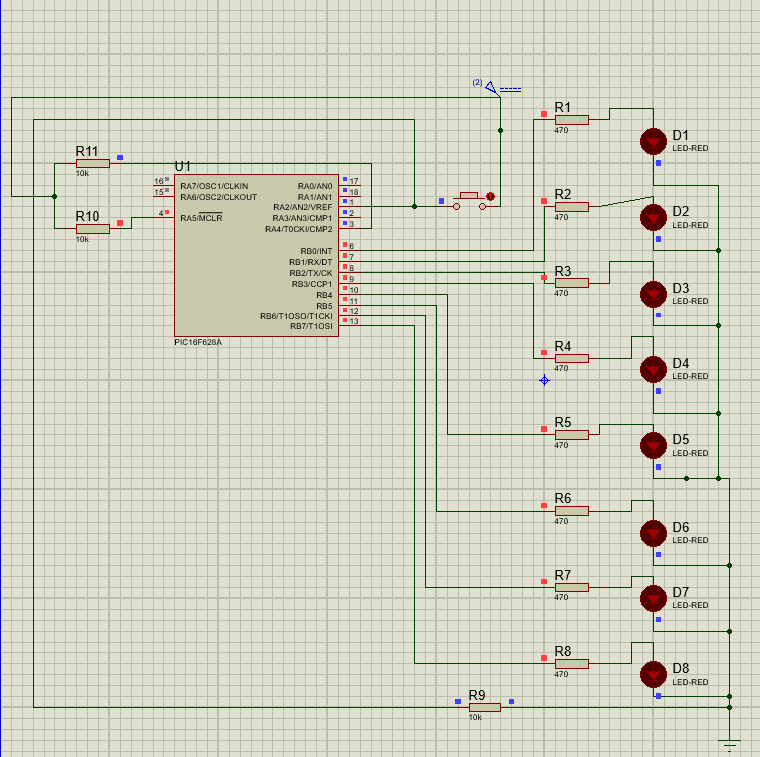 (2)
R1
470
D1
LED-RED
R11
10k
U1
16
RA7/OSC1/CLKIN
RA0/AN0
17
15
RA6/OSC2/CLKOUT
RA1/AN1
18
RA2/AN2/VREF
1
4
RA5/MCLR
RA3/AN3/CMP1
2
RA4/T0CKI/CMP2
3
R10
10k
RB0/INT
6
RB1/RX/DT
7
RB2/TX/CK
8
RB3/CCP1
9
RB4
10
RB5
11
RB6/T1OSO/T1CKI
12
RB7/T1OSI
13
PIC16F628A
R2
470
D2
LED-RED
R3
470
D3
LED-RED
R4
470
D4
LED-RED
R5
470
D5
LED-RED
R6
470
D6
LED-RED
R7
470
D7
LED-RED
R8
470
D8
LED-RED
R9
10k